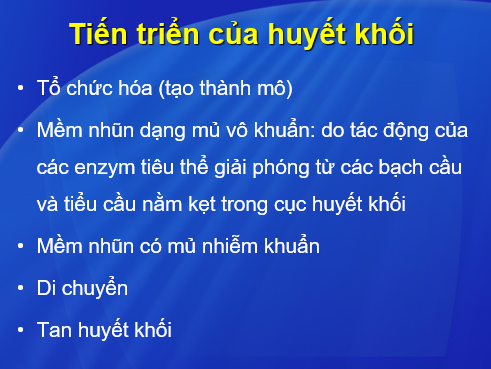 Tiến triển của huyết khối
• Tổ chức hóa (tạo thành mô)
• Mềm nhũn dạng mủ vô khuẩn: do tác động của
các enzym tiêu thể giải phóng từ các bạch cầu
và tiểu cầu nằm kẹt trong cục huyết khối
• Mềm nhũn có mủ nhiễm khuẩn
• Di chuyển
• Tan huyết khối